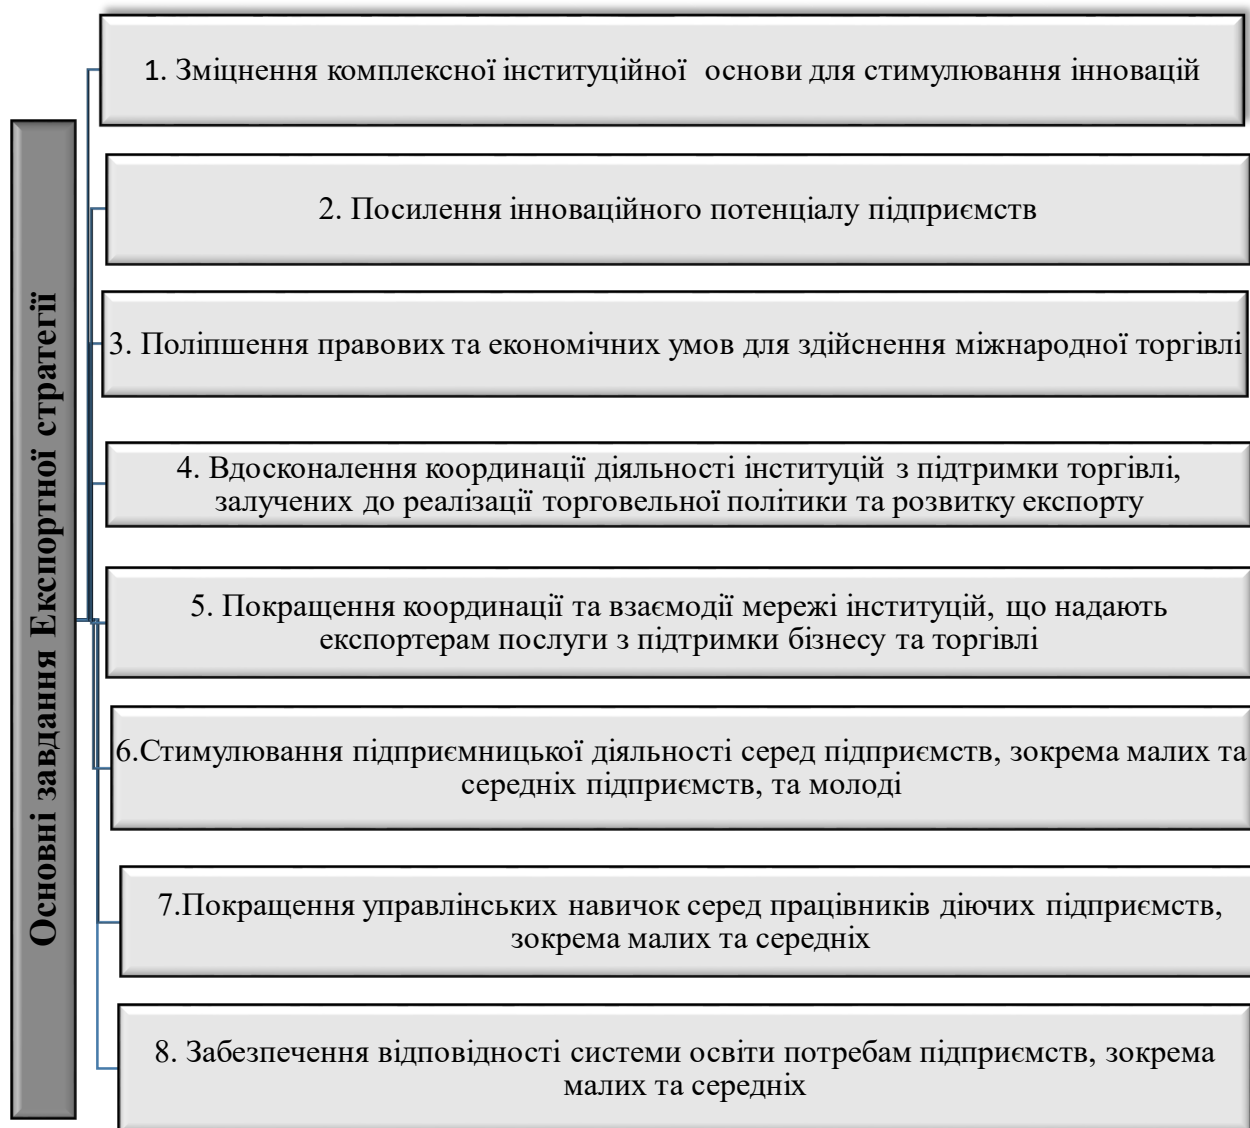 Основні завдання Експортної стратегії
1. Зміцнення комплексної інституційної основи для стимулювання інновацій
2. Посилення інноваційного потенціалу підприємств
3. Поліпшення правових та економічних умов для здійснення міжнародної торгівлі
4. Вдосконалення координації діяльності інституцій з підтримки торгівлі,
залучених до реалізації торговельної політики та розвитку експорту
5. Покращення координації та взаємодії мережі інституцій, що надають
експортерам послуги з підтримки бізнесу та торгівлі
6.Стимулювання підприємницької діяльності серед підприємств, зокрема малих та
середніх підприємств, та молоді
7.Покращення управлінських навичок серед працівників діючих підприємств,
зокрема малих та середніх
8. Забезпечення відповідності системи освіти потребам підприємств, зокрема
малих та середніх